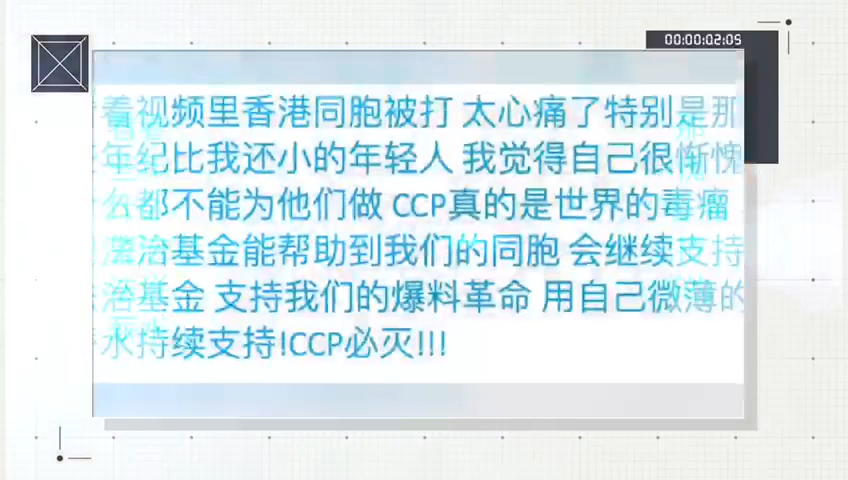 00:00:02:05
看视频里香港同胞被打 太心痛了特别是那
年纪比我还小的年轻人 我觉得自己很惭愧
么都不能为他们做 CCP真的是世界的毒瘤
法治基金能帮助到我们的同胞 会继续支持
治基金 支持我们的爆料革命 用自己微薄的
水持续支持!CCP必灭!!!